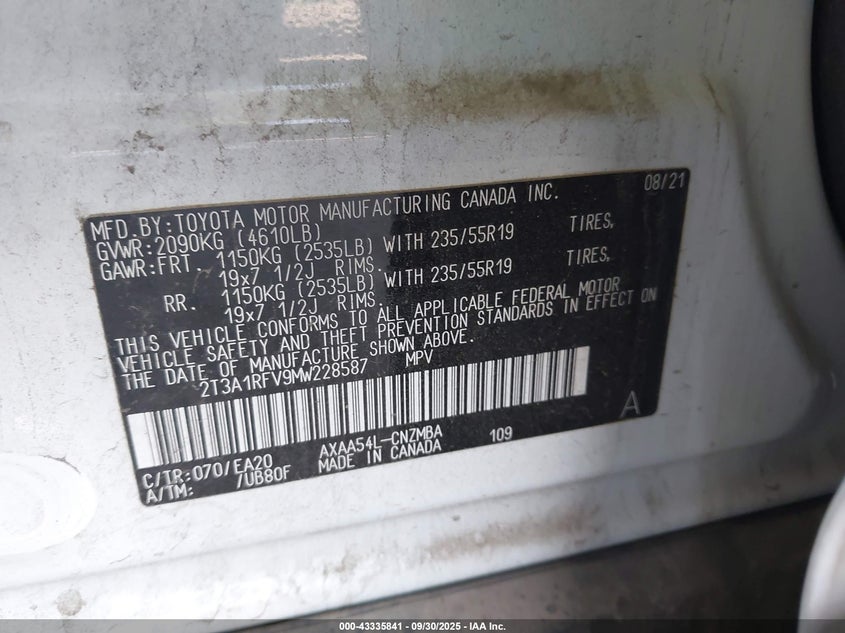 MFD.BY:TOYOTA MOTOR MANUFACTURING CANADA INC. 08/21
GVWR:2090KG (4610LB)
GAWR:FRT. 1150KG (2535LB) WITH 235/55R19 TIRES,
19x7 1/2J RIMS.
RR. 1150KG (2535LB) WITH 235/55R19 TIRES,
19x7 1/2J RIMS.
THIS VEHICLE CONFORMS TO ALL APPLICABLE FEDERAL MOTOR
VEHICLE SAFETY AND THEFT PREVENTION STANDARDS IN EFFECT ON
THE DATE OF MANUFACTURE SHOWN ABOVE.
2T3A1RFV9MW228587 MPV
A
C/TR:070/EA20 AXAA54L-CNZMBA 109
A/TM: /UB80F MADE IN CANADA
000-43335841 - 09/30/2025 - IAA Inc.